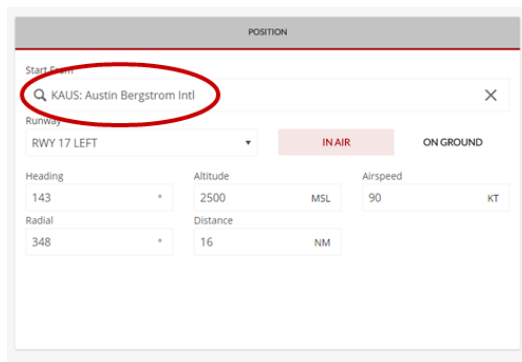 POSITION
Start From
KAUS: Austin Bergstrom Intl
Runway
RWY 17 LEFT IN AIR ON GROUND
Heading Altitude Airspeed
143 ° 2500 MSL 90 KT
Radial Distance
348 ° 16 NM